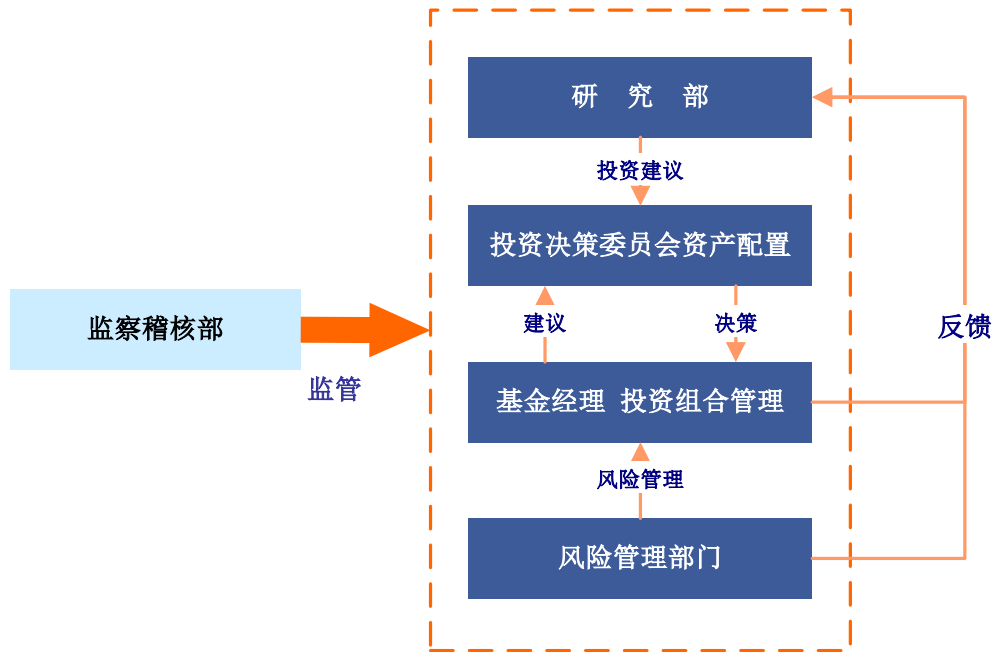 研 究 部
投资建议
投资决策委员会资产配置
建议
决策
反馈
监察稽核部
监管
基金经理 投资组合管理
风险管理
风险管理部门